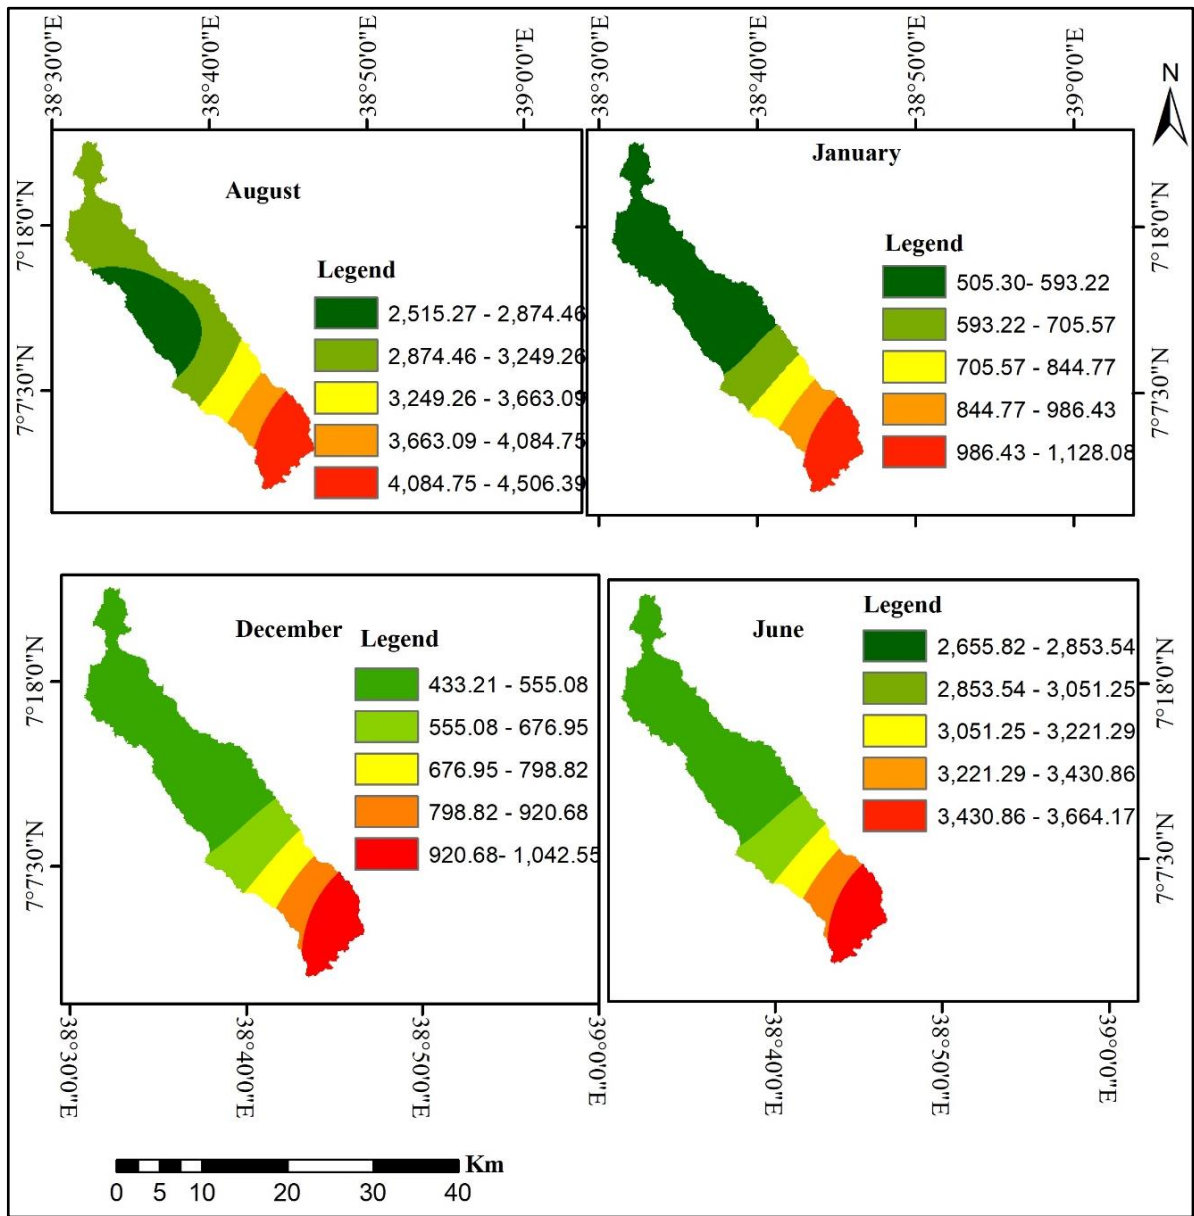 38°30'0"E
38°40'0"E
38°50'0"E
39°0'0"E
38°30'0"E
38°40'0"E
38°50'0"E
39°0'0"E
N
7°18'0"N
7°7'30"N
August
Legend
2,515.27 - 2,874.46
2,874.46 - 3,249.26
3,249.26 - 3,663.09
3,663.09 - 4,084.75
4,084.75 - 4,506.39
January
Legend
505.30- 593.22
593.22 - 705.57
705.57 - 844.77
844.77 - 986.43
986.43 - 1,128.08
7°18'0"N
7°7'30"N
7°18'0"N
7°7'30"N
December
Legend
433.21 - 555.08
555.08 - 676.95
676.95 - 798.82
798.82 - 920.68
920.68- 1,042.55
June
Legend
2,655.82 - 2,853.54
2,853.54 - 3,051.25
3,051.25 - 3,221.29
3,221.29 - 3,430.86
3,430.86 - 3,664.17
7°18'0"N
7°7'30"N
38°30'0"E
38°40'0"E
38°50'0"E
39°0'0"E
38°40'0"E
38°50'0"E
39°0'0"E
Km
0 5 10 20 30 40